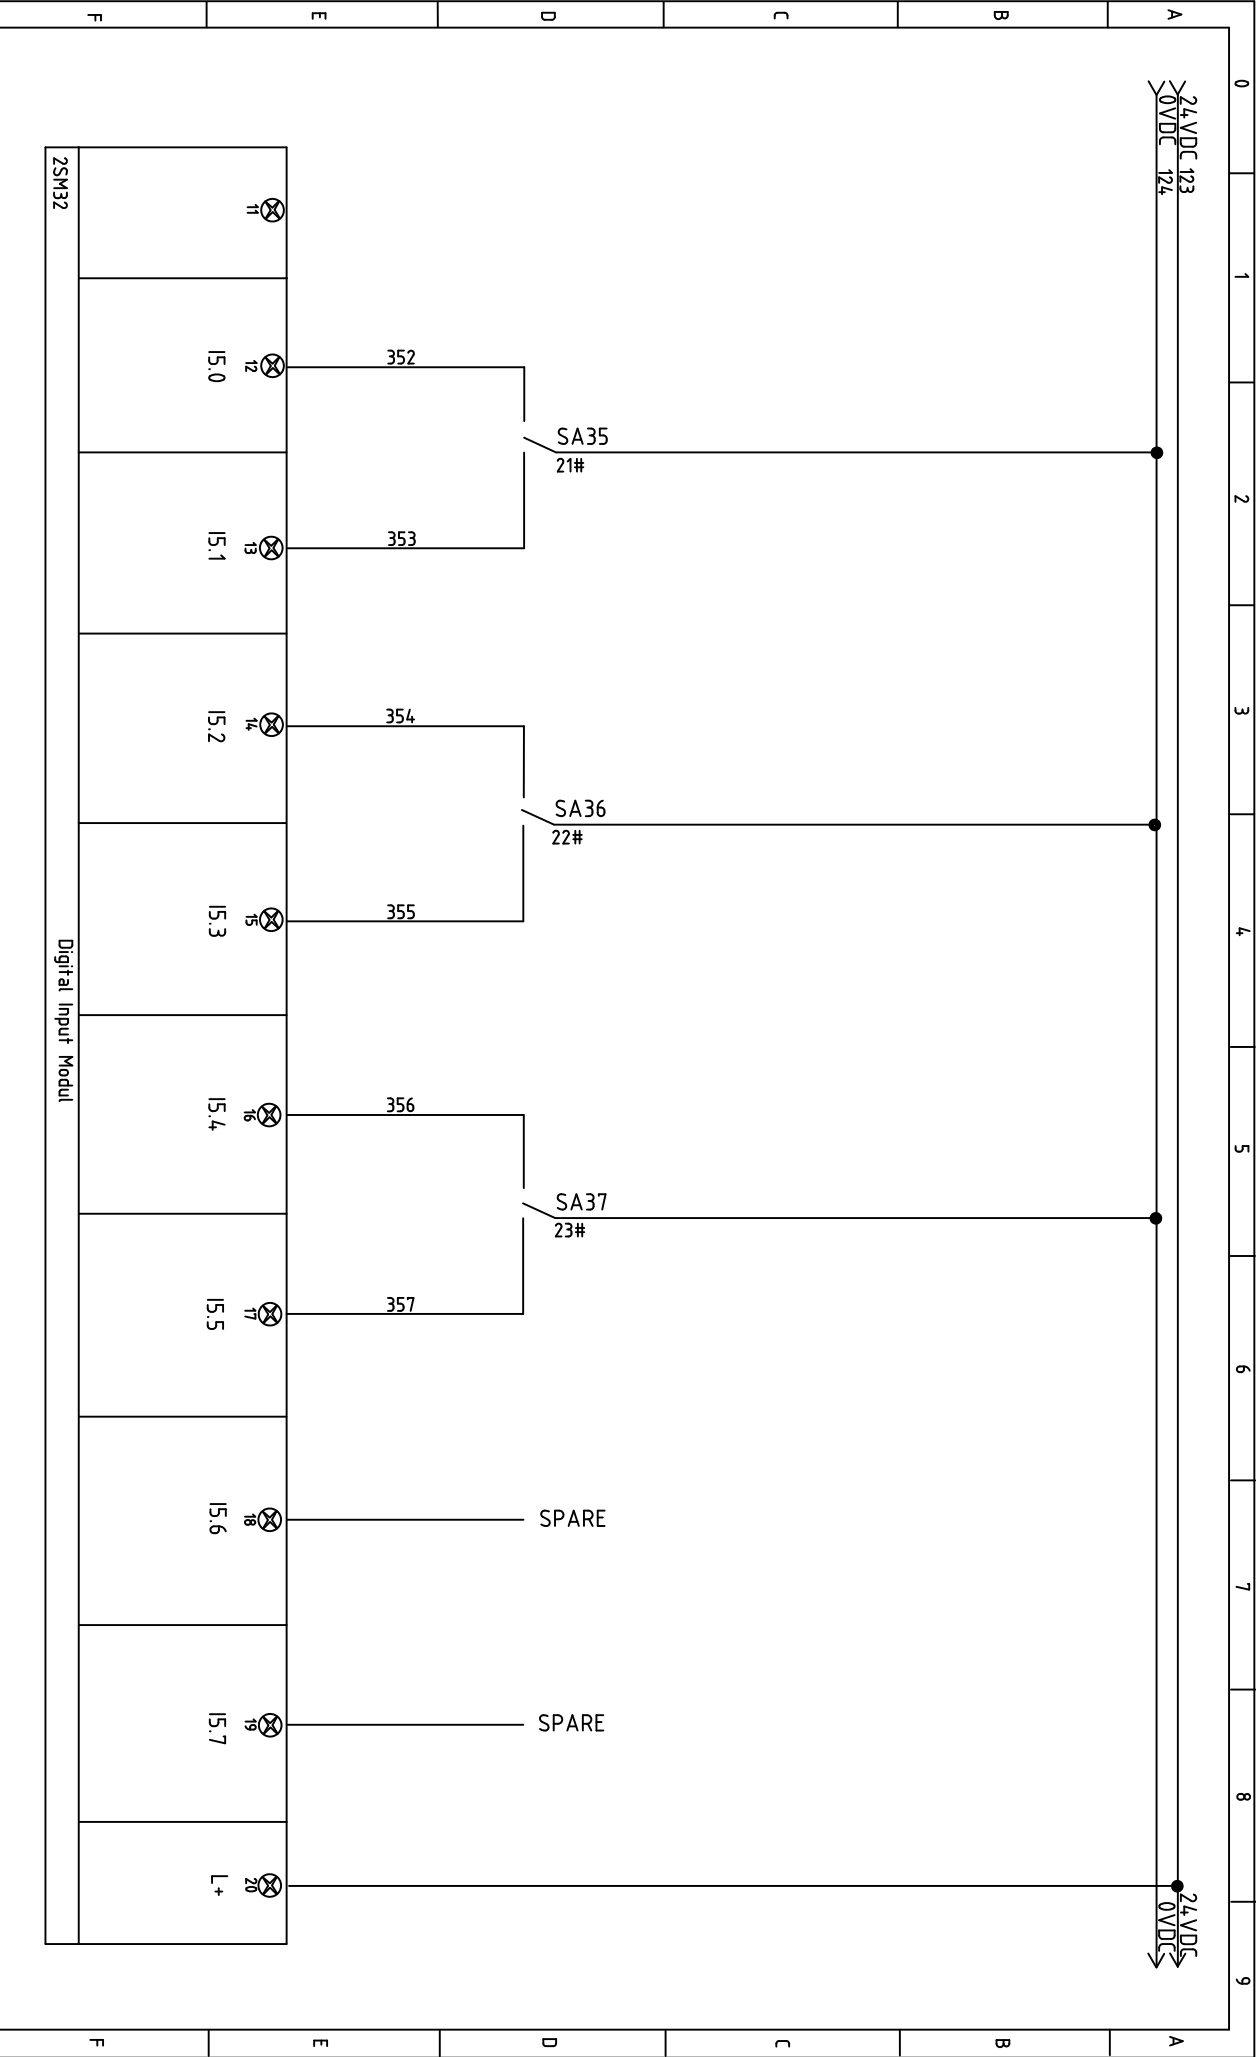 A
B
C
D
E
F
0
1
2
3
4
5
6
7
8
9
24VDC 123
0VDC 124
24VDC
0VDC
SA35
21#
SA36
22#
SA37
23#
SPARE
SPARE
352
353
354
355
356
357
11
12
13
14
15
16
17
18
19
20
I5.0
I5.1
I5.2
I5.3
I5.4
I5.5
I5.6
I5.7
L+
2SM32
Digital Input Modul
A
B
C
D
E
F